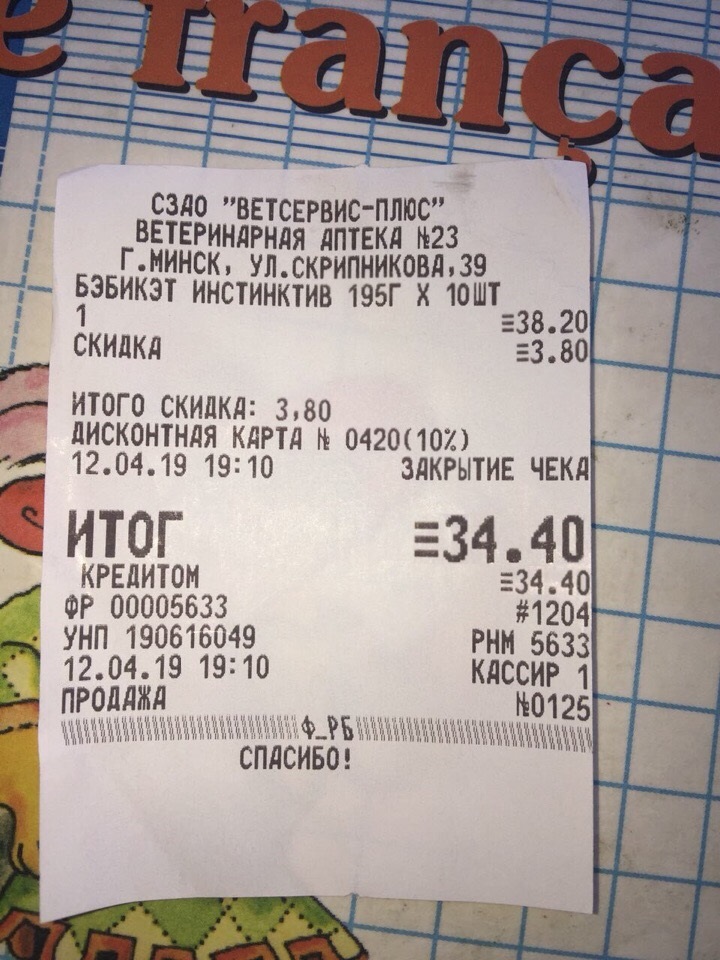 e frança
СЗАО "ВЕТСЕРВИС-ПЛЮС"
ВЕТЕРИНАРНАЯ АПТЕКА №23
Г.МИНСК, УЛ.СКРИПНИКОВА,39
БЭБИКЭТ ИНСТИНКТИВ 195Г X 10ШТ
1 ≡38.20
СКИДКА ≡3.80
ИТОГО СКИДКА: 3,80
ДИСКОНТНАЯ КАРТА № 0420(10%)
12.04.19 19:10 ЗАКРЫТИЕ ЧЕКА
ИТОГ ≡34.40
КРЕДИТОМ ≡34.40
ФР 00005633 #1204
УНП 190616049 РНМ 5633
12.04.19 19:10 КАССИР 1
ПРОДАЖА №0125
Ф_РБ
СПАСИБО!